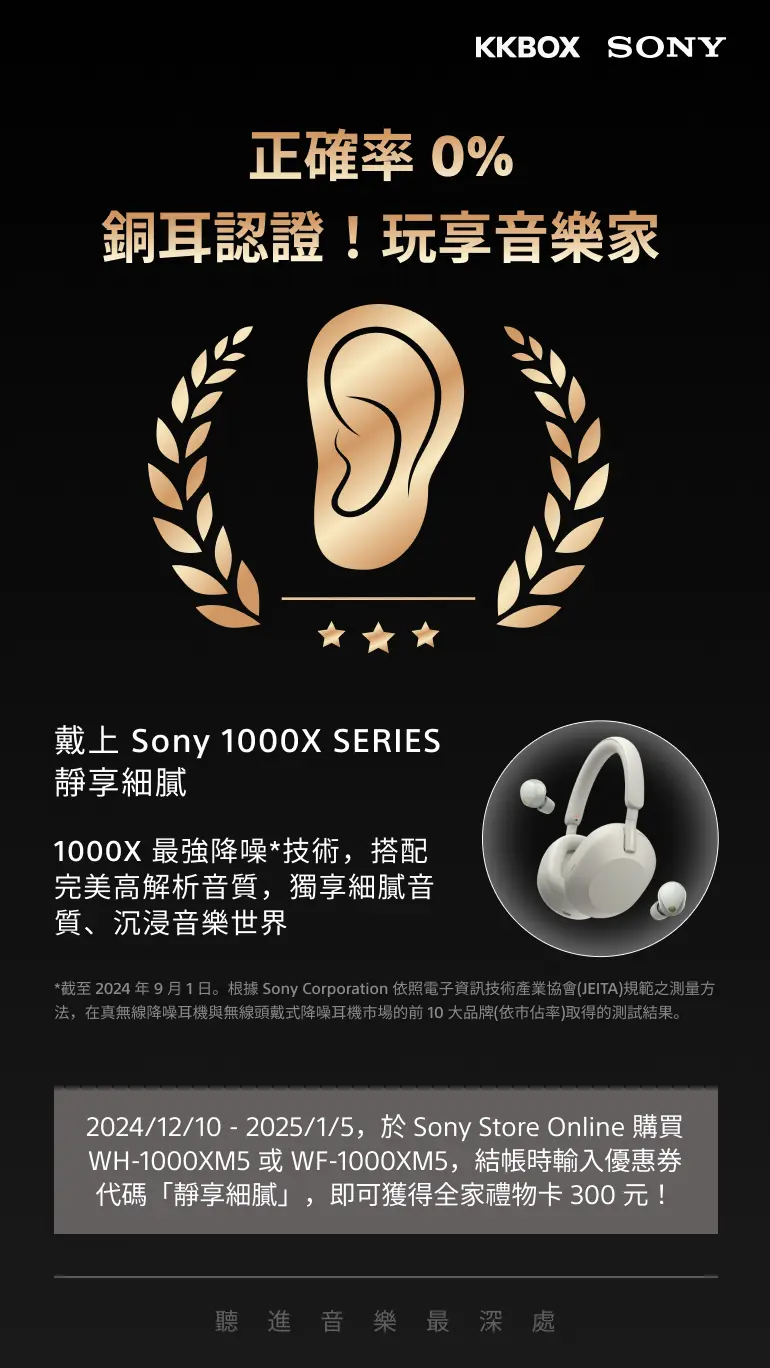 KKBOX SONY
正確率 0%
銅耳認證！玩享音樂家
戴上 Sony 1000X SERIES
靜享細膩
1000X 最強降噪*技術，搭配
完美高解析音質，獨享細膩音
質、沉浸音樂世界
*截至 2024 年 9 月 1 日。根據 Sony Corporation 依照電子資訊技術產業協會(JEITA)規範之測量方
法，在真無線降噪耳機與無線頭戴式降噪耳機市場的前 10 大品牌(依市佔率)取得的測試結果。
2024/12/10 - 2025/1/5，於 Sony Store Online 購買
WH-1000XM5 或 WF-1000XM5，結帳時輸入優惠券
代碼「靜享細膩」，即可獲得全家禮物卡 300 元！
聽進音樂最深處